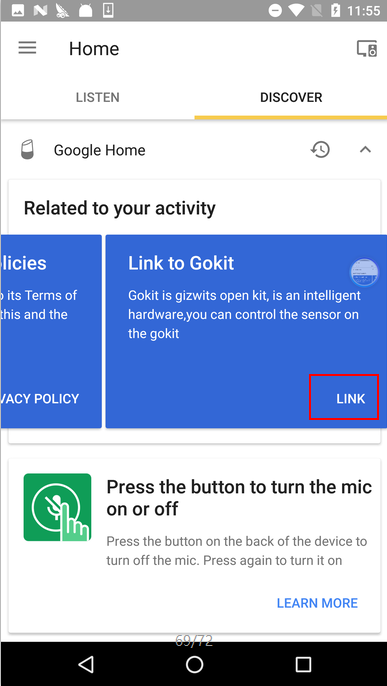 11:55
Home
LISTEN
DISCOVER
Google Home
Related to your activity
licies
its Terms of
this and the
VACY POLICY
Link to Gokit
Gokit is gizwits open kit, is an intelligent
hardware,you can control the sensor on
the gokit
LINK
Press the button to turn the mic
on or off
Press the button on the back of the device to
turn off the mic. Press again to turn it on
LEARN MORE
69/72